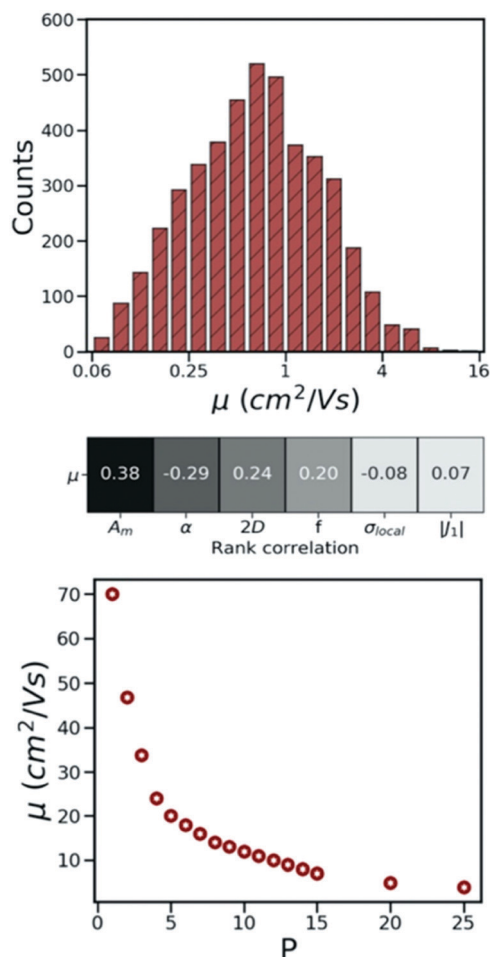 600
500
400
300
200
100
0
Counts
0.06 0.25 1 4 16
μ (cm²/Vs)
μ 0.38 -0.29 0.24 0.20 -0.08 0.07
A_m α 2D f σ_local |J₁|
Rank correlation
70
60
50
40
30
20
10
μ (cm²/Vs)
0 5 10 15 20 25
P